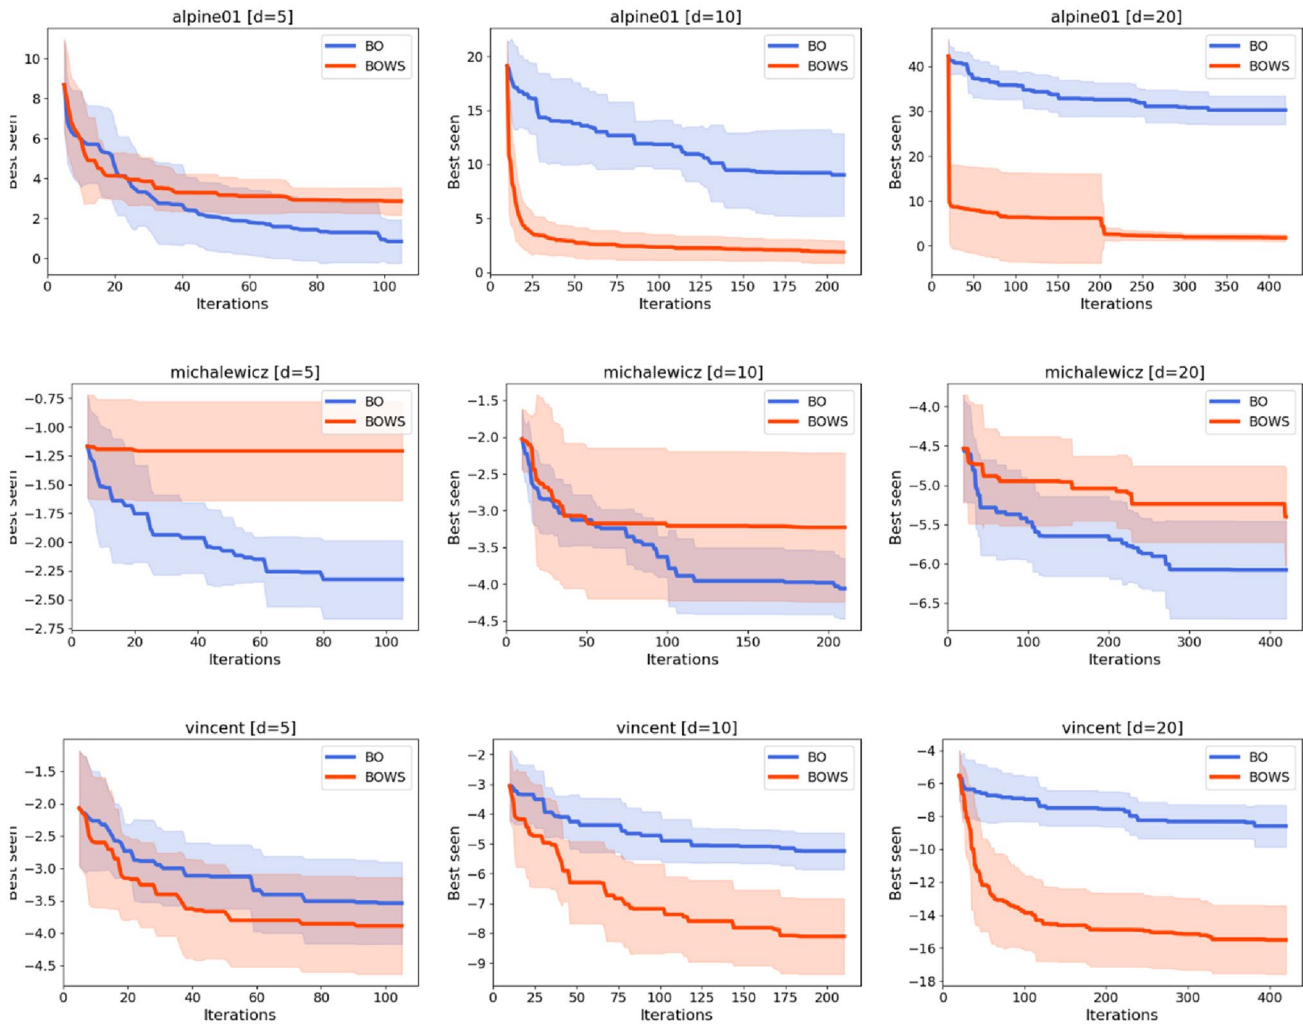 alpine01 [d=5]
BO
BOWS
Best seen
10
8
6
4
2
0
0 20 40 60 80 100
Iterations
alpine01 [d=10]
BO
BOWS
Best seen
20
15
10
5
0
25 50 75 100 125 150 175 200
Iterations
alpine01 [d=20]
BO
BOWS
Best seen
40
30
20
10
0
0 50 100 150 200 250 300 350 400
Iterations
michalewicz [d=5]
BO
BOWS
Best seen
−0.75
−1.00
−1.25
−1.50
−1.75
−2.00
−2.25
−2.50
−2.75
0 20 40 60 80 100
Iterations
michalewicz [d=10]
BO
BOWS
Best seen
−1.5
−2.0
−2.5
−3.0
−3.5
−4.0
−4.5
0 50 100 150 200
Iterations
michalewicz [d=20]
BO
BOWS
Best seen
−4.0
−4.5
−5.0
−5.5
−6.0
−6.5
0 100 200 300 400
Iterations
vincent [d=5]
BO
BOWS
Best seen
−1.5
−2.0
−2.5
−3.0
−3.5
−4.0
−4.5
0 20 40 60 80 100
Iterations
vincent [d=10]
BO
BOWS
Best seen
−2
−3
−4
−5
−6
−7
−8
−9
0 25 50 75 100 125 150 175 200
Iterations
vincent [d=20]
BO
BOWS
Best seen
−4
−6
−8
−10
−12
−14
−16
−18
0 100 200 300 400
Iterations